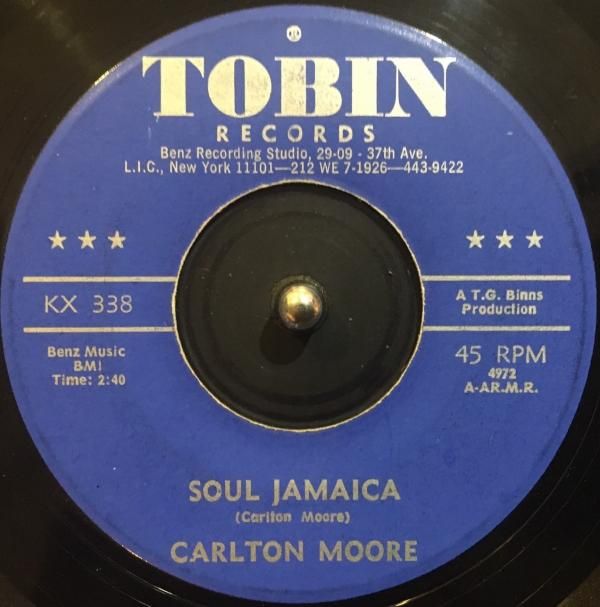 TOBIN
RECORDS
Benz Recording Studio, 29-09 - 37th Ave.
L.I.C., New York 11101—212 WE 7-1926—443-9422
KX 338
Benz Music
BMI
Time: 2:40
A T.G. Binns
Production
45 RPM
4972
A-AR.M.R.
SOUL JAMAICA
(Carlton Moore)
CARLTON MOORE